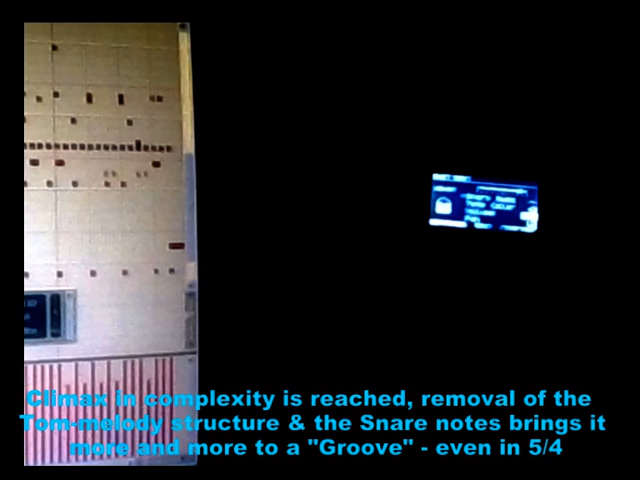 Climax in complexity is reached, removal of the
Tom-melody structure & the Snare notes brings it
more and more to a "Groove" - even in 5/4